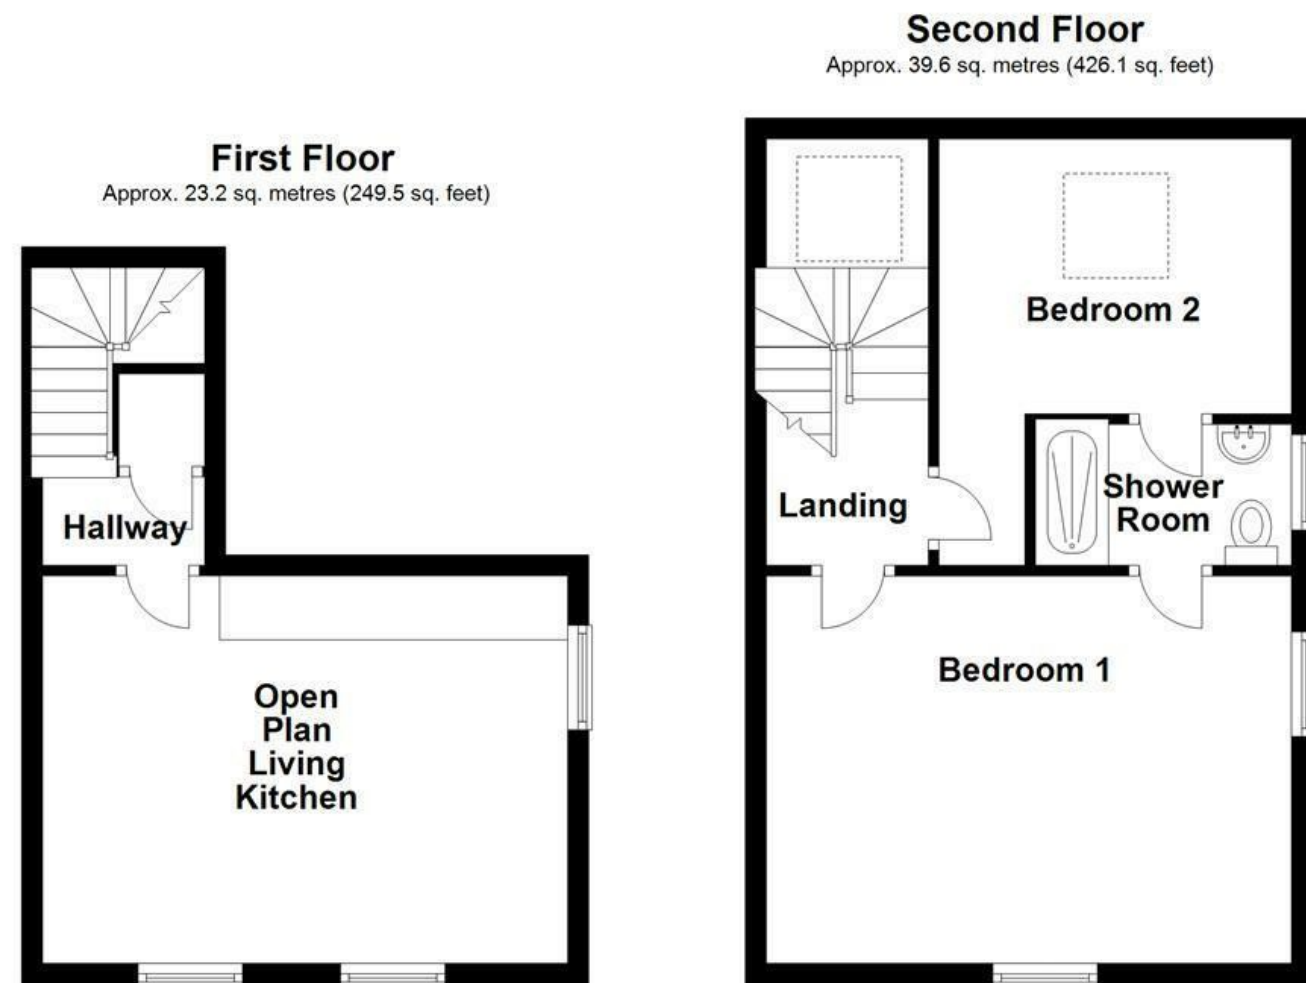 First Floor
Approx. 23.2 sq. metres (249.5 sq. feet)
Hallway
Open
Plan
Living
Kitchen
Second Floor
Approx. 39.6 sq. metres (426.1 sq. feet)
Bedroom 2
Landing
Shower
Room
Bedroom 1